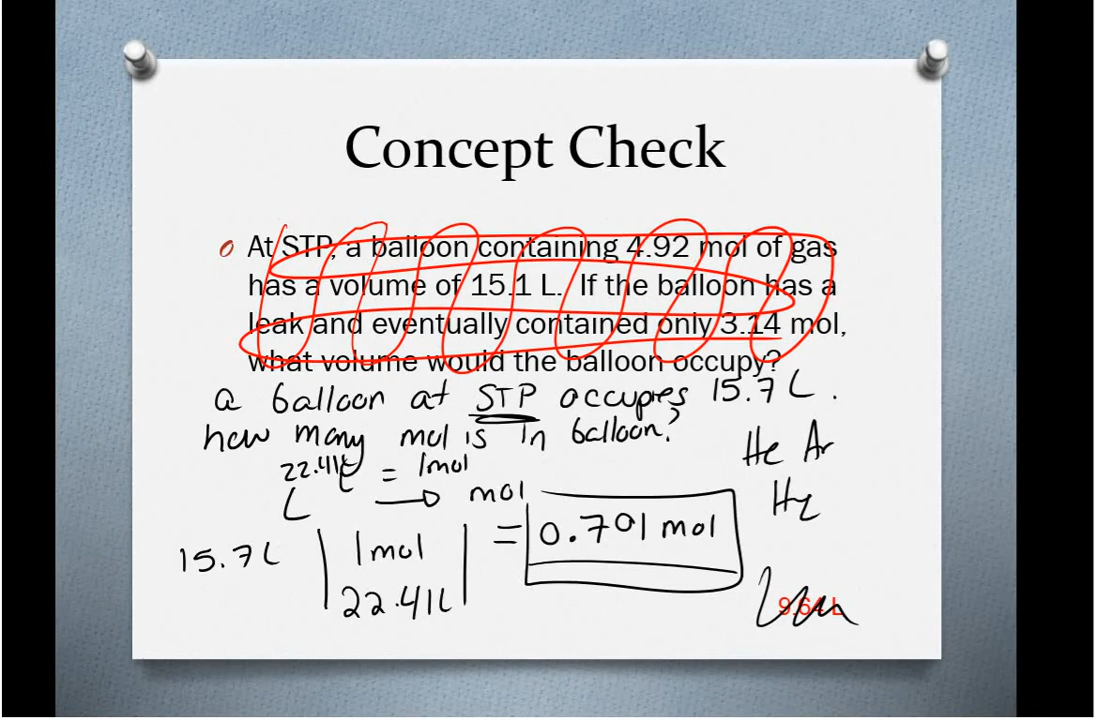 Concept Check
At STP, a balloon containing 4.92 mol of gas
has a volume of 15.1 L. If the balloon has a
leak and eventually contained only 3.14 mol,
what volume would the balloon occupy?
a balloon at STP occupies 15.7 L.
how many mol is in balloon?
22.41L = 1mol
He Ar
L → mol
H2
15.7L | 1mol | = 0.701 mol
22.41L
9.64 L